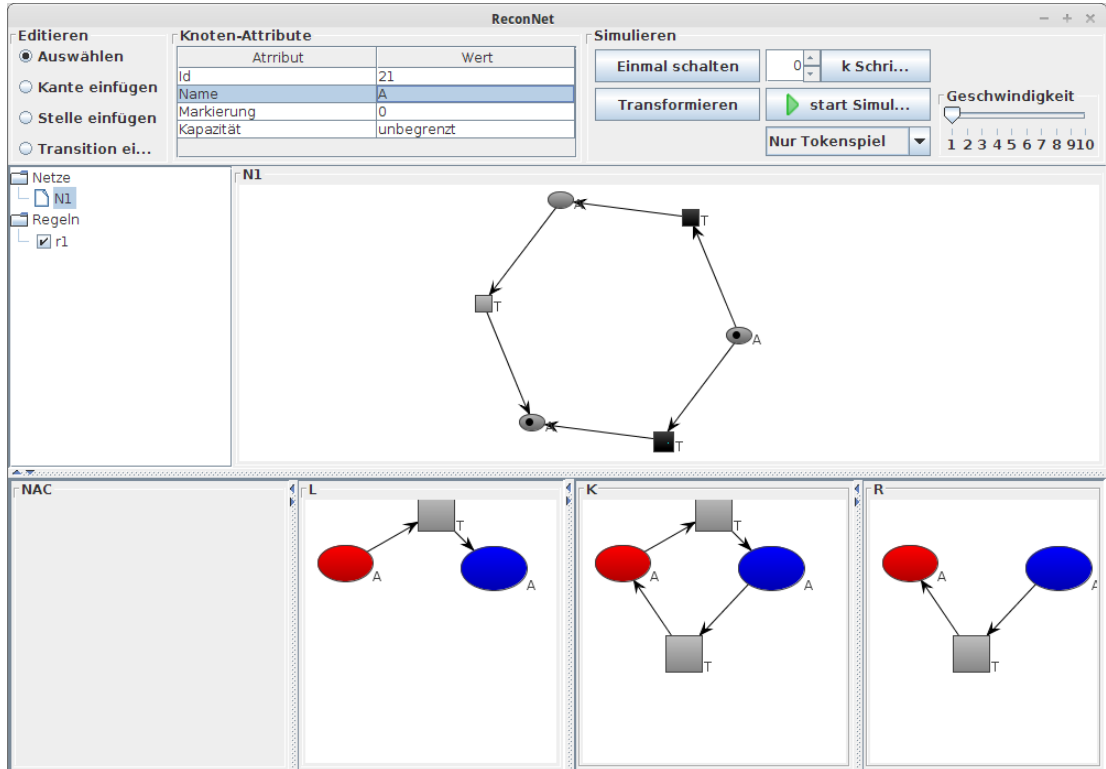 ReconNet
Editieren
Auswählen
Kante einfügen
Stelle einfügen
Transition ei...
Knoten-Attribute
Atrribut Wert
Id 21
Name A
Markierung 0
Kapazität unbegrenzt
Simulieren
Einmal schalten 0 k Schri...
Transformieren start Simul...
Nur Tokenspiel
Geschwindigkeit
1 2 3 4 5 6 7 8 910
Netze
N1
Regeln
r1
N1
A
T
T
A
A
T
NAC
L
T
A
A
K
T
A
A
T
R
A
A
T